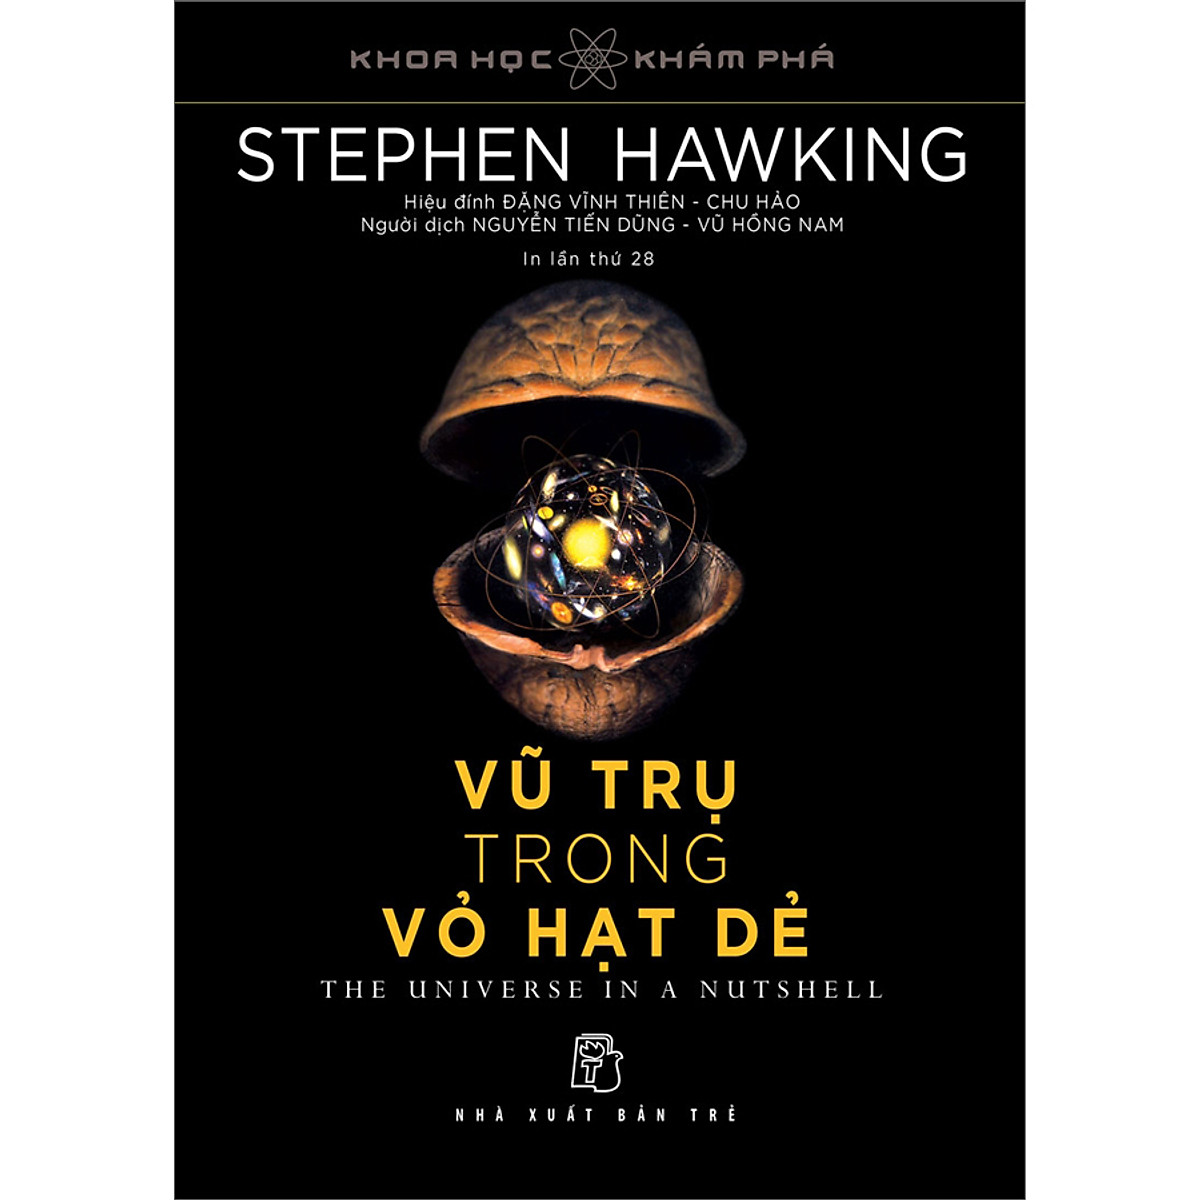 KHOA HỌC KHÁM PHÁ
STEPHEN HAWKING
Hiệu đính ĐẶNG VĨNH THIÊN - CHU HẢO
Người dịch NGUYỄN TIẾN DŨNG - VŨ HỒNG NAM
In lần thứ 28
VŨ TRỤ
TRONG
VỎ HẠT DẺ
THE UNIVERSE IN A NUTSHELL
T
NHÀ XUẤT BẢN TRẺ